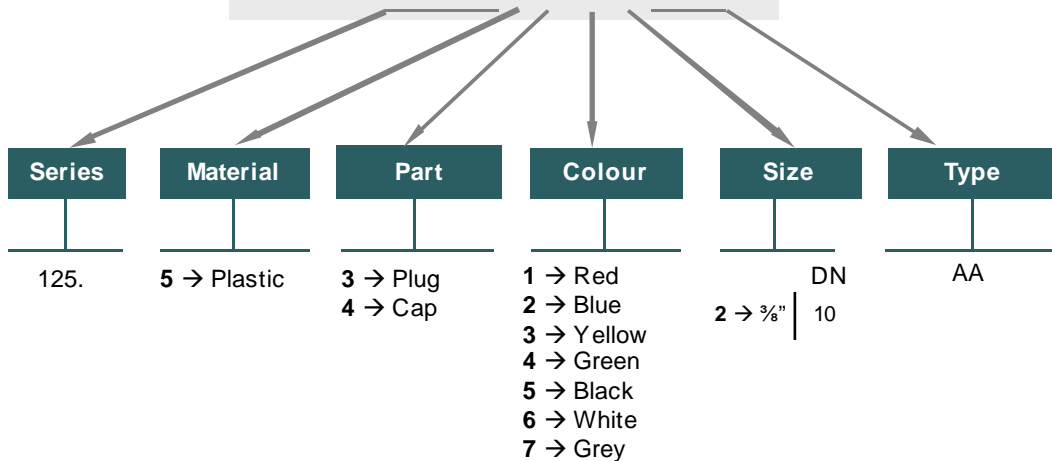 Series Material Part Colour Size Type
125. 5 → Plastic 3 → Plug 1 → Red DN AA
4 → Cap 2 → Blue 2 → ⅜” 10
3 → Yellow
4 → Green
5 → Black
6 → White
7 → Grey